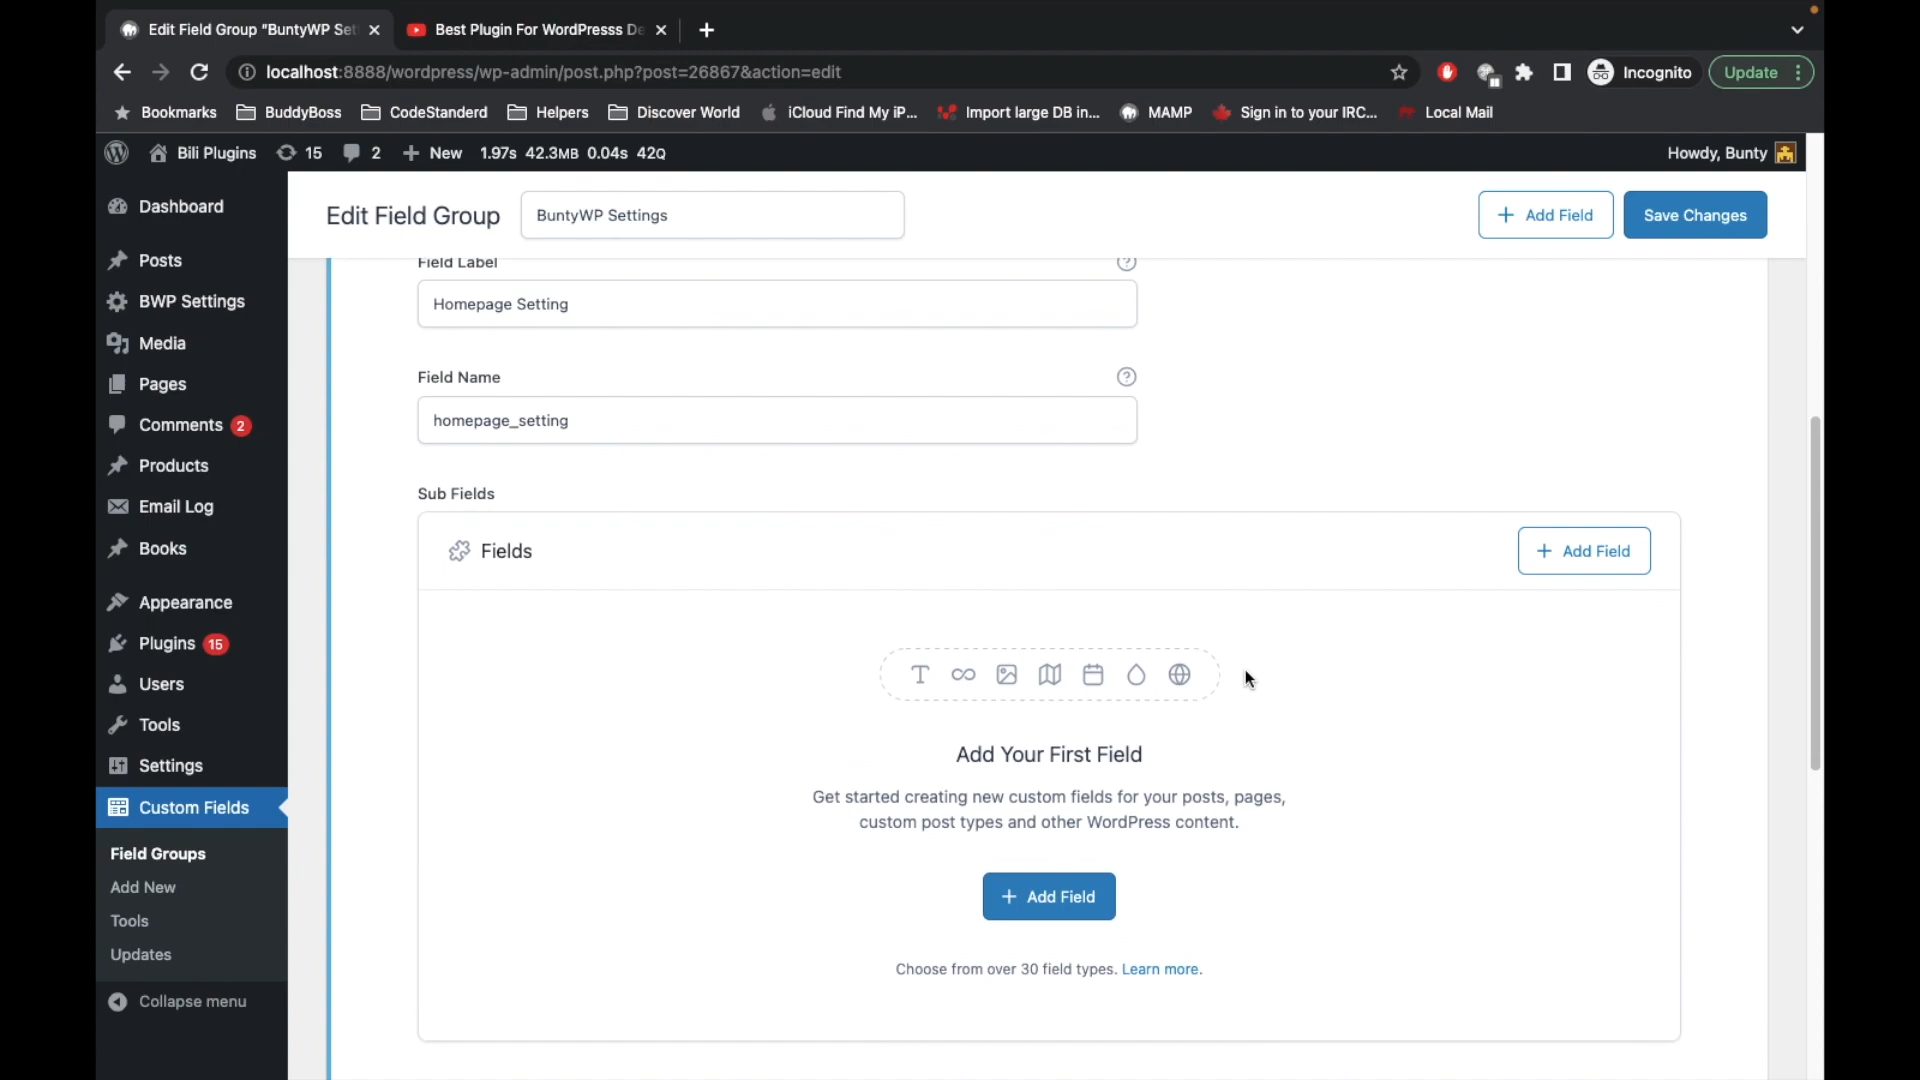 Edit Field Group "BuntyWP Set
Best Plugin For WordPresss De
localhost:8888/wordpress/wp-admin/post.php?post=26867&action=edit
Incognito
Update
Bookmarks
BuddyBoss
CodeStanderd
Helpers
Discover World
iCloud Find My iP...
Import large DB in...
MAMP
Sign in to your IRC...
Local Mail
Bili Plugins
15
2
New
1.97s 42.3MB 0.04s 42Q
Howdy, Bunty
Dashboard
Posts
BWP Settings
Media
Pages
Comments 2
Products
Email Log
Books
Appearance
Plugins 15
Users
Tools
Settings
Custom Fields
Field Groups
Add New
Tools
Updates
Collapse menu
Edit Field Group
BuntyWP Settings
+ Add Field
Save Changes
Field Label
Homepage Setting
Field Name
homepage_setting
Sub Fields
Fields
+ Add Field
Add Your First Field
Get started creating new custom fields for your posts, pages,
custom post types and other WordPress content.
+ Add Field
Choose from over 30 field types. Learn more.